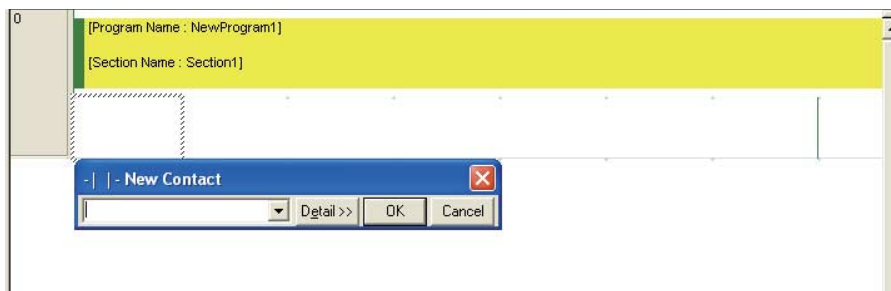 0
[Program Name : NewProgram1]
[Section Name : Section1]
-| |- New Contact
Detail >> OK Cancel